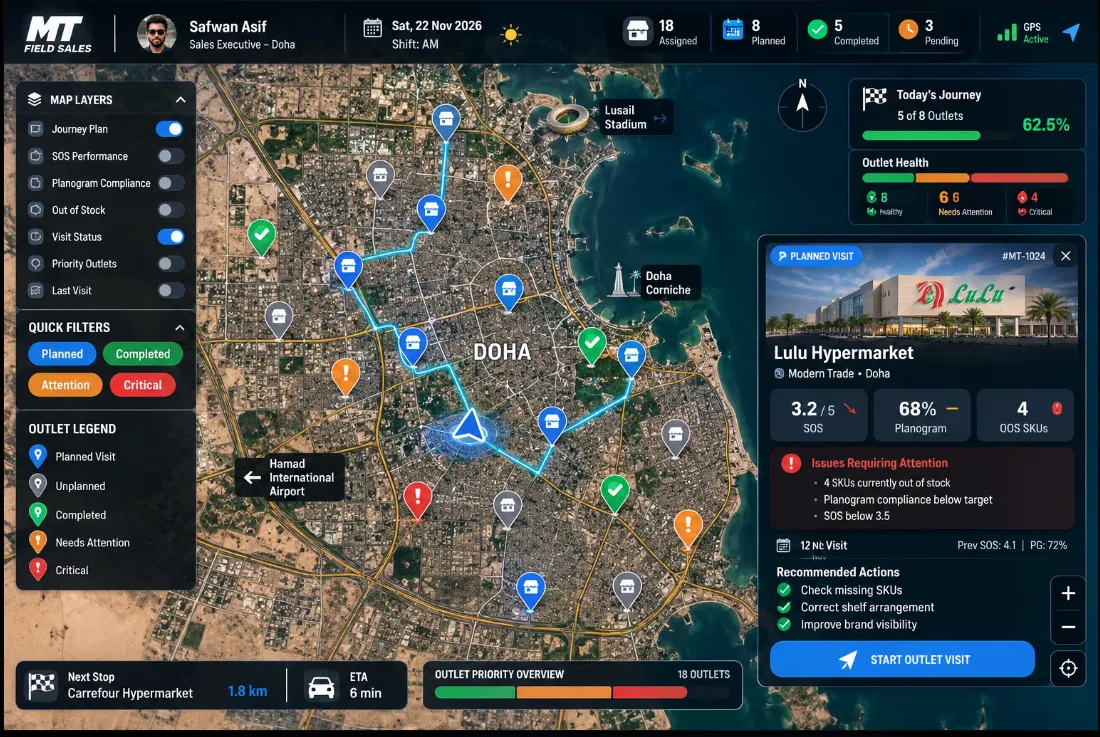 MT
FIELD SALES
Safwan Asif
Sales Executive – Doha
Sat, 22 Nov 2026
Shift: AM
18
Assigned
8
Planned
5
Completed
3
Pending
GPS
Active
MAP LAYERS
Journey Plan
SOS Performance
Planogram Compliance
Out of Stock
Visit Status
Priority Outlets
Last Visit
QUICK FILTERS
Planned
Completed
Attention
Critical
OUTLET LEGEND
Planned Visit
Unplanned
Completed
Needs Attention
Critical
Lusail
Stadium
Doha
Corniche
DOHA
Hamad
International
Airport
N
Today's Journey
5 of 8 Outlets
62.5%
Outlet Health
8
6 6
Needs Attention
4
Critical
PLANNED VISIT
#MT-1024
LuLu
Lulu Hypermarket
Modern Trade • Doha
3.2 / 5
SOS
68%
Planogram
4
OOS SKUs
Issues Requiring Attention
• 4 SKUs currently out of stock
• Planogram compliance below target
• SOS below 3.5
Visit
Prev SOS: 4.1 | PG: 72%
Recommended Actions
Check missing SKUs
Correct shelf arrangement
Improve brand visibility
START OUTLET VISIT
+
−
Next Stop
Carrefour Hypermarket
1.8 km
ETA
6 min
OUTLET PRIORITY OVERVIEW
18 OUTLETS